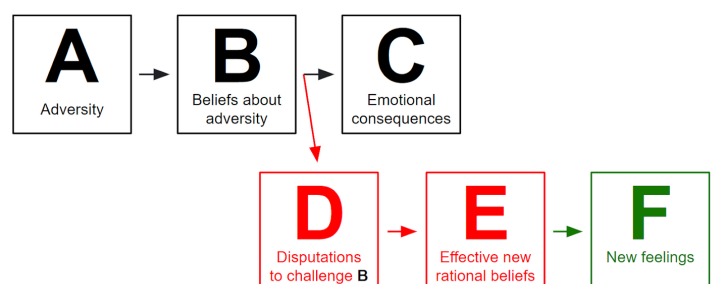 A
Adversity
B
Beliefs about
adversity
C
Emotional
consequences
D
Disputations
to challenge B
E
Effective new
rational beliefs
F
New feelings